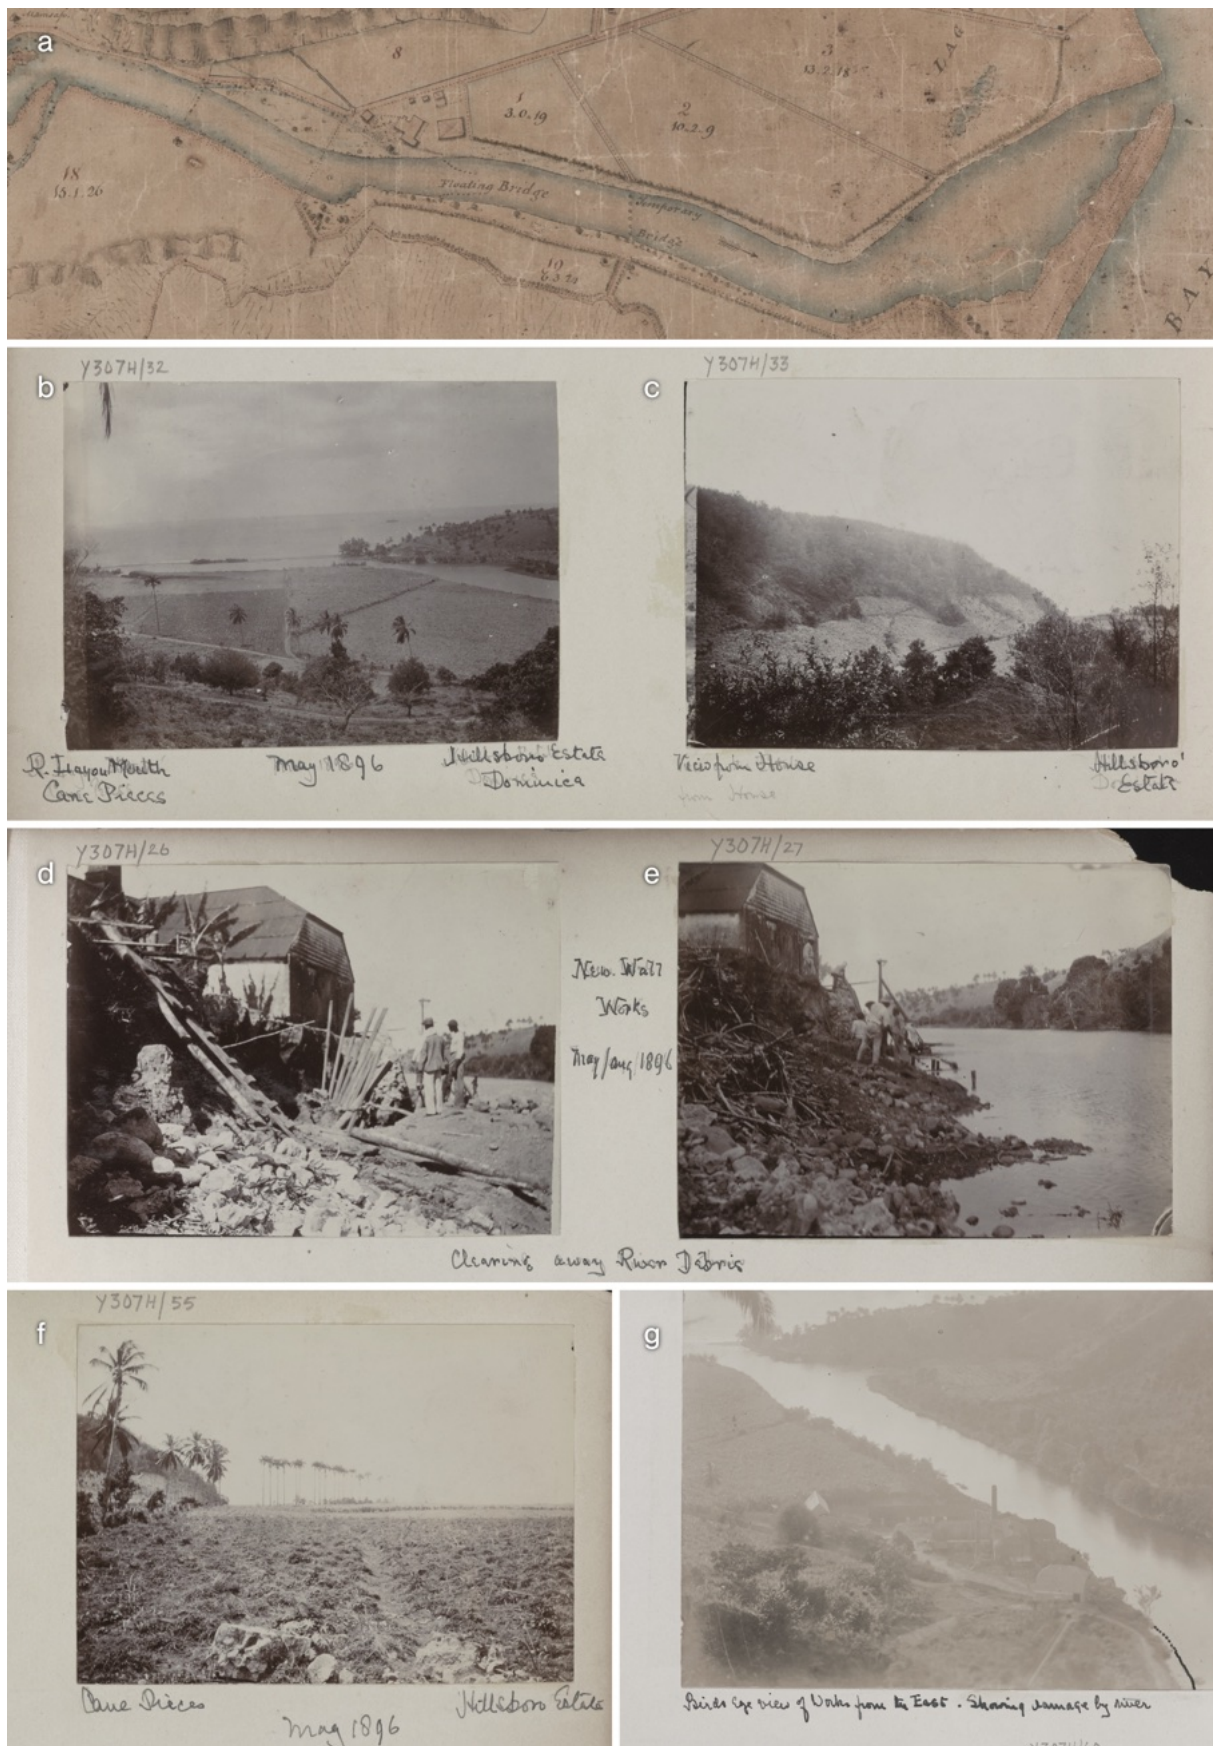 a
8
1
3.0.19
2
10.2.9
3
LAG
18
15.1.26
Floating Bridge
Temporary
Bridge
19
BAY
Y307H/32
b
R. Layou Mouth
Cane Pieces
May 1896
Hillsboro' Estate
Dominica
Y307H/33
c
View from House
from House
Hillsboro'
Estate
Y307H/26
d
Y307H/27
e
New Wall
Works
May/Aug 1896
Clearing away River Debris
Y307H/55
f
Cane Pieces
Hillsboro Estate
May 1896
g
Birds eye view of Works from the East. Showing damage by river